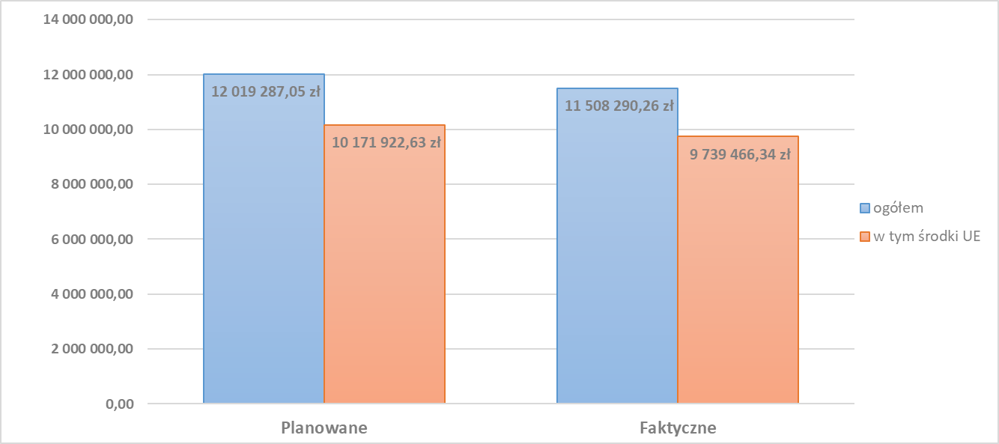 14 000 000,00
12 000 000,00
10 000 000,00
8 000 000,00
6 000 000,00
4 000 000,00
2 000 000,00
0,00
12 019 287,05 zł
10 171 922,63 zł
11 508 290,26 zł
9 739 466,34 zł
Planowane
Faktyczne
ogółem
w tym środki UE